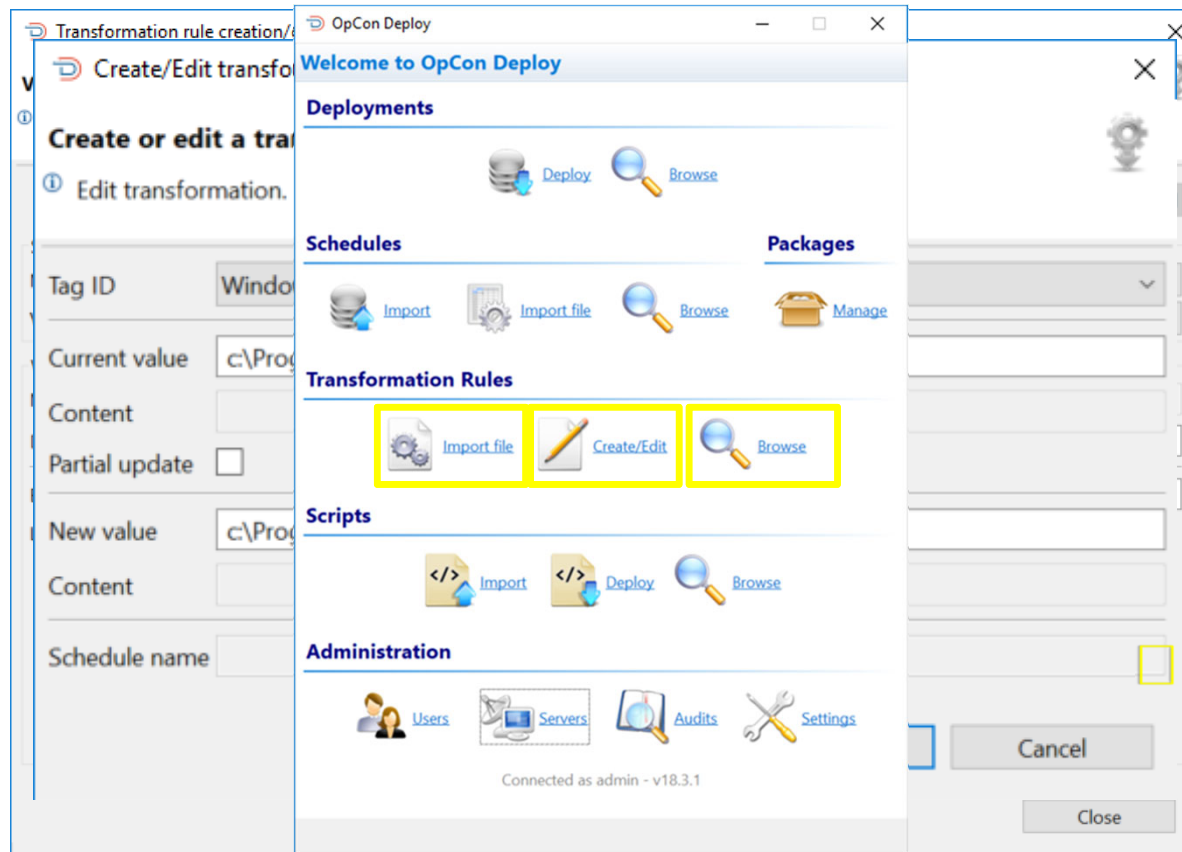 Transformation rule creation/
OpCon Deploy
Create/Edit transfo
Welcome to OpCon Deploy
Deployments
Create or edit a tra
Edit transformation.
Deploy Browse
Schedules Packages
Tag ID Windo
Import Import file Browse Manage
Current value c:\Prog
Transformation Rules
Content
Import file Create/Edit Browse
Partial update
Scripts
New value c:\Prog
Import Deploy Browse
Content
Administration
Schedule name
Users Servers Audits Settings
Cancel
Connected as admin - v18.3.1
Close